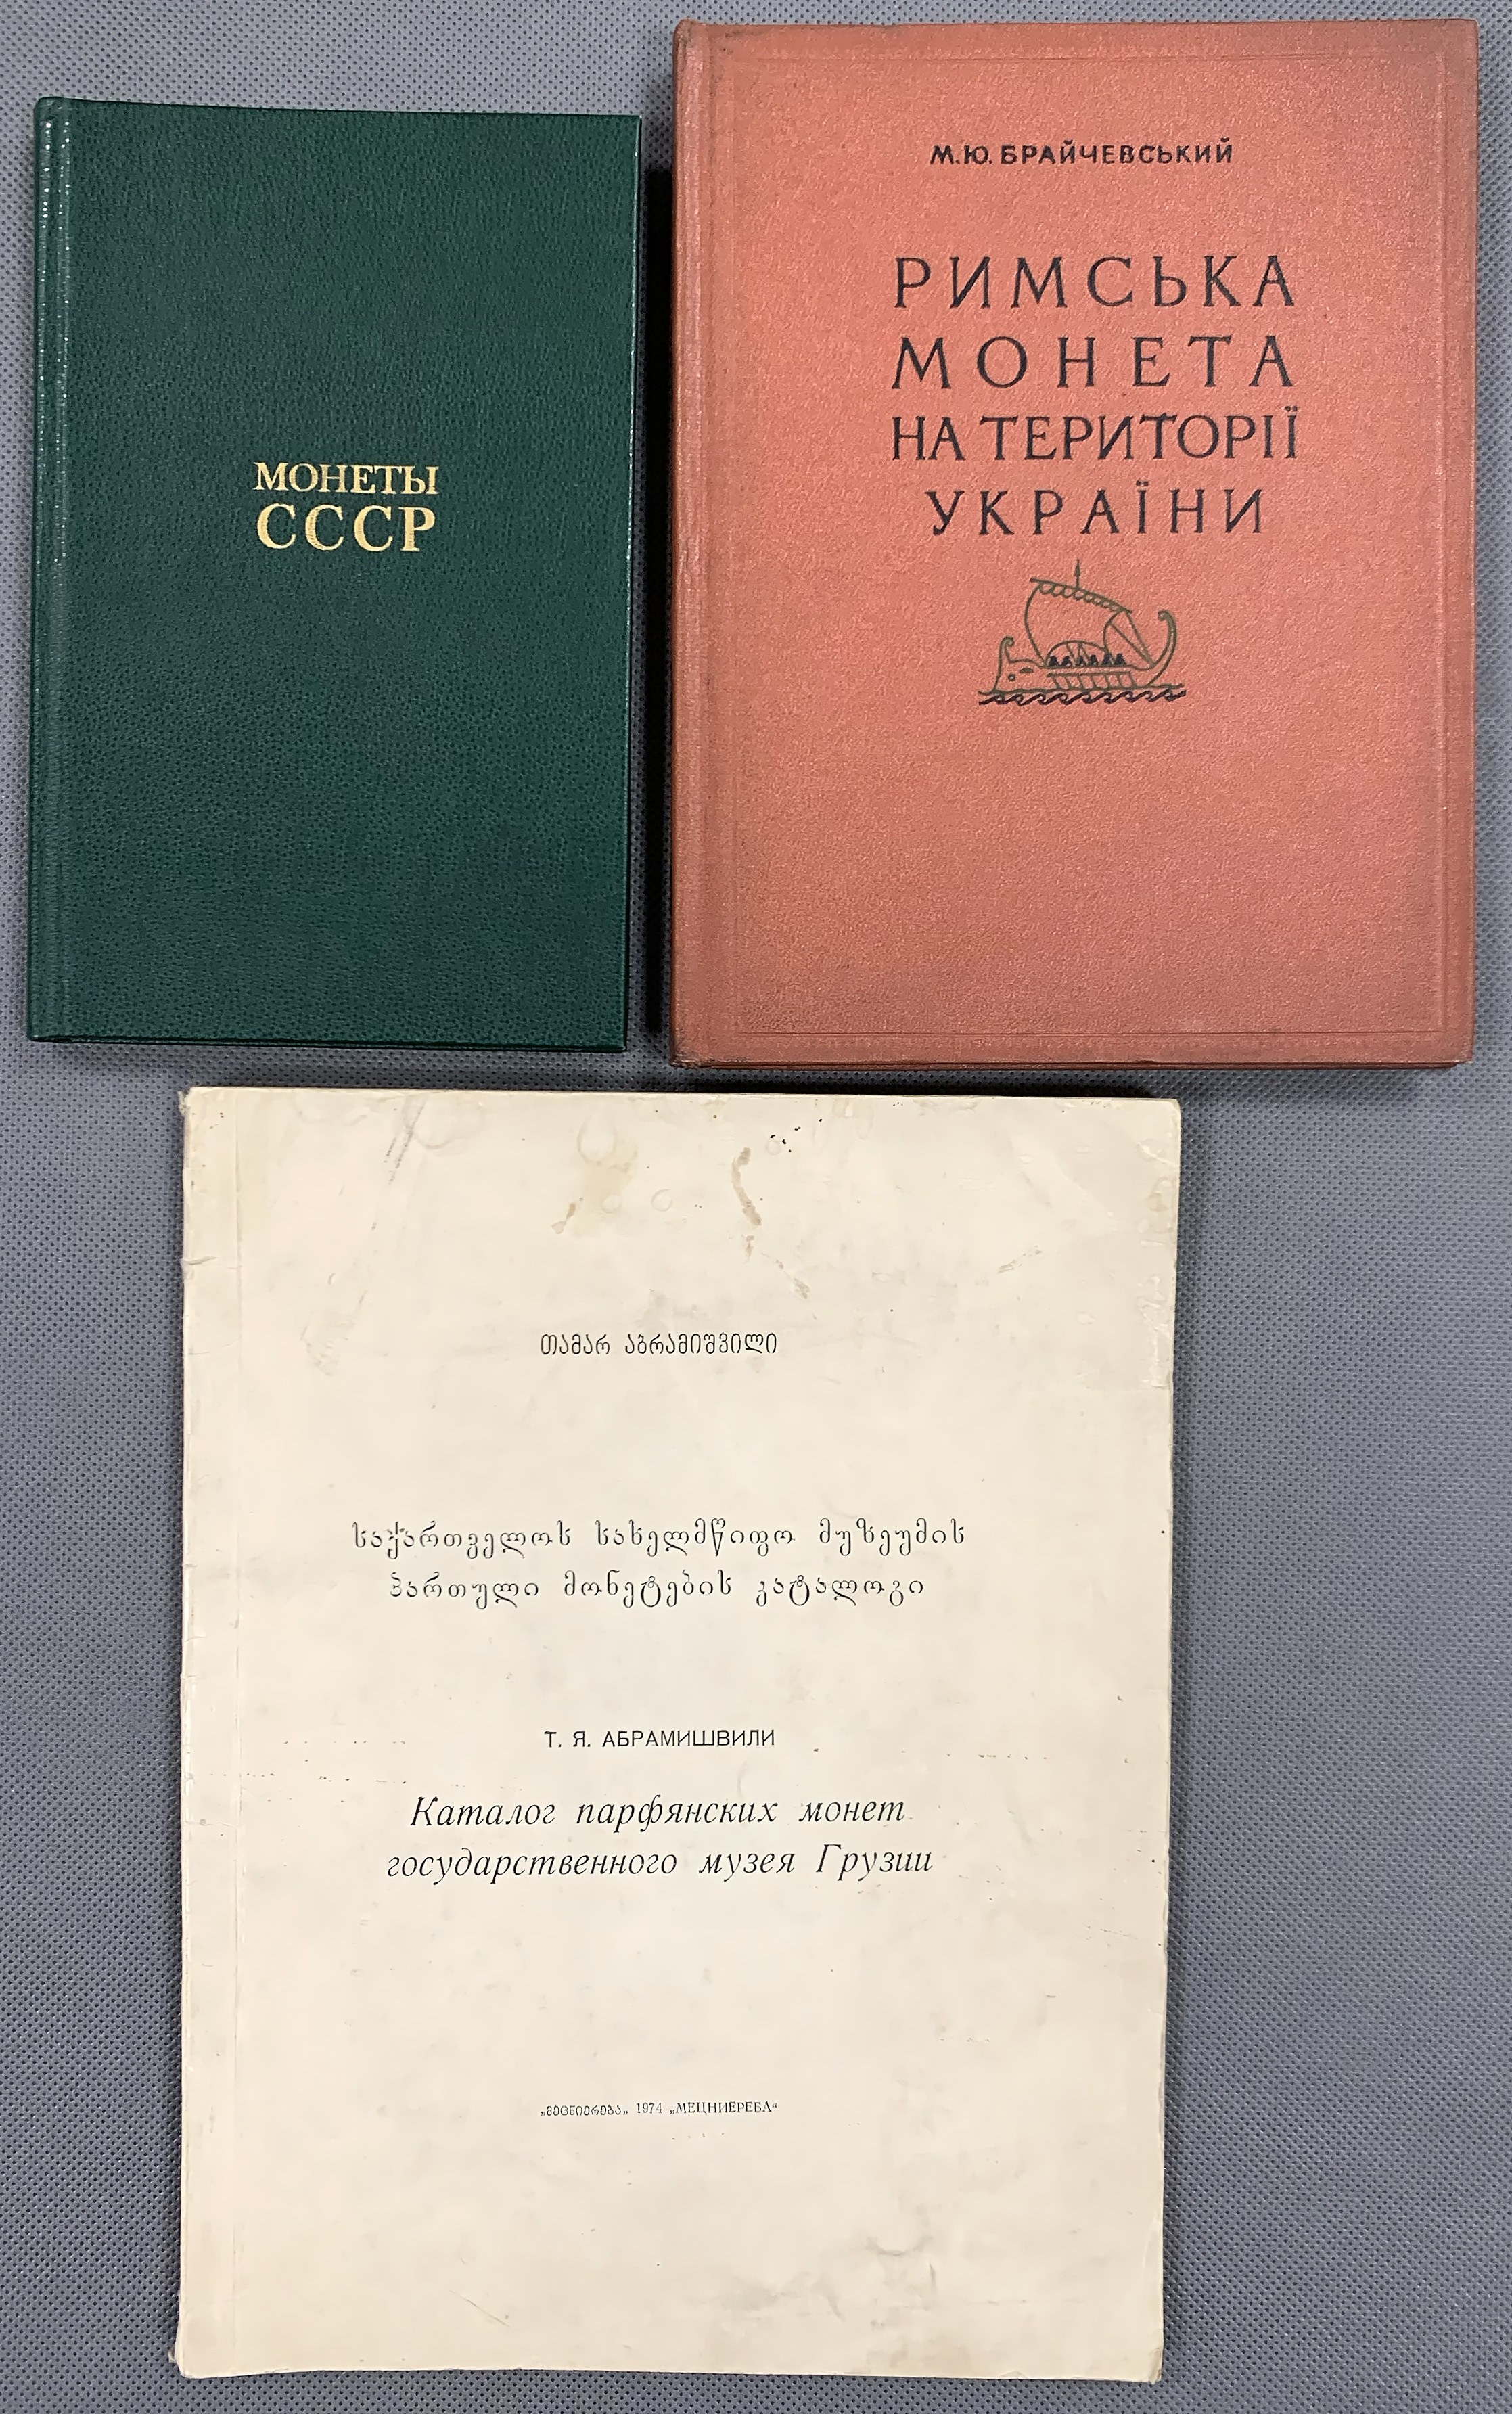 МОНЕТЫ
СССР
М.Ю. БРАЙЧЕВСЬКИЙ
РИМСЬКА
МОНЕТА
НА ТЕРИТОРІЇ
УКРАЇНИ
თამარ აბრამიშვილი
საქართველოს სახელმწიფო მუზეუმის
პართული მონეტების კატალოგი
Т. Я. АБРАМИШВИЛИ
Каталог парфянских монет
государственного музея Грузии
„მეცნიერება„ 1974 „МЕЦНИЕРЕБА“